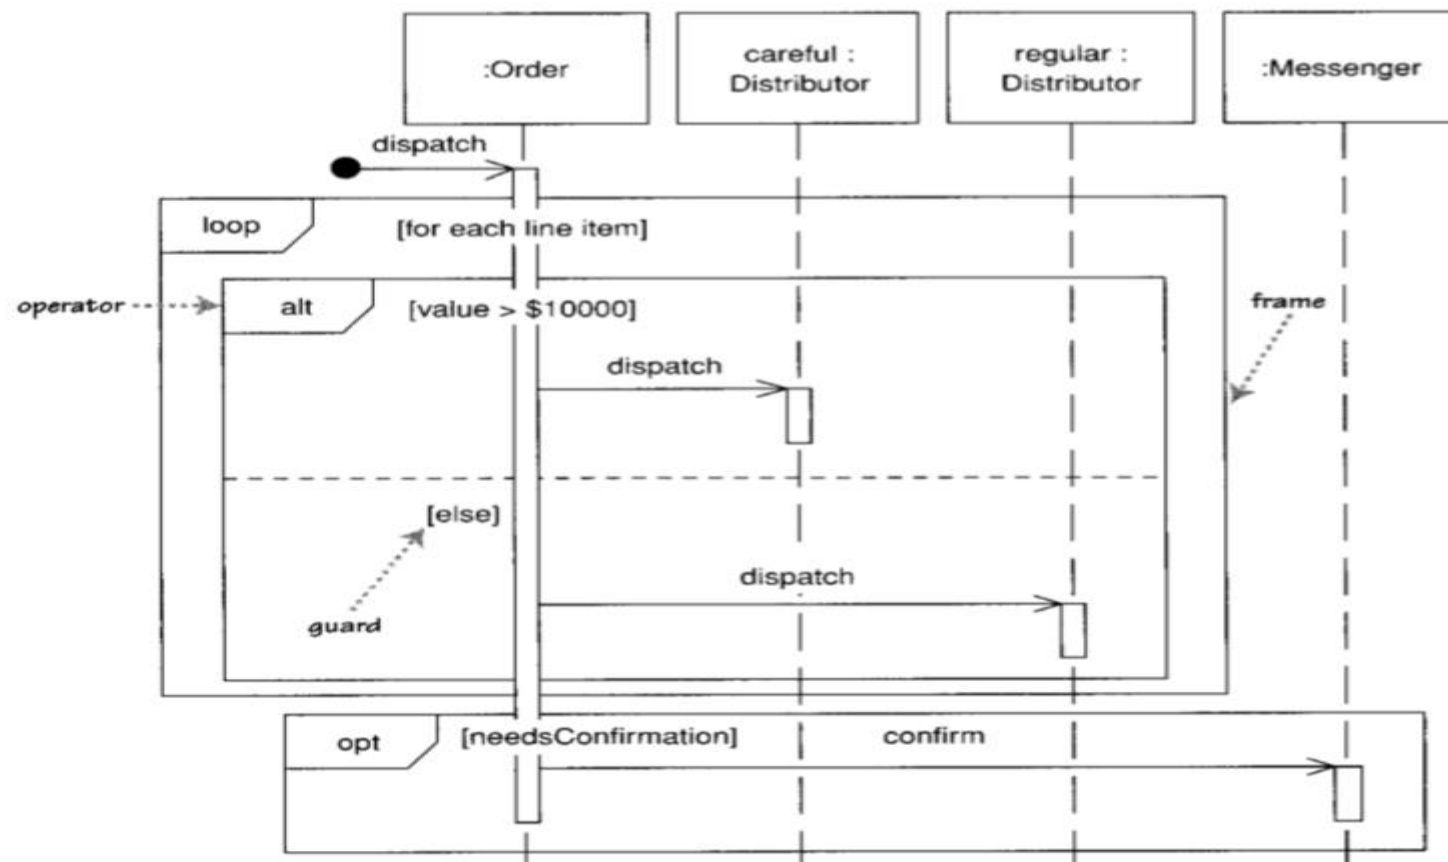 :Order
careful :
Distributor
regular :
Distributor
:Messenger
dispatch
loop
[for each line item]
operator
alt
[value > $10000]
frame
dispatch
[else]
dispatch
guard
opt
[needsConfirmation]
confirm